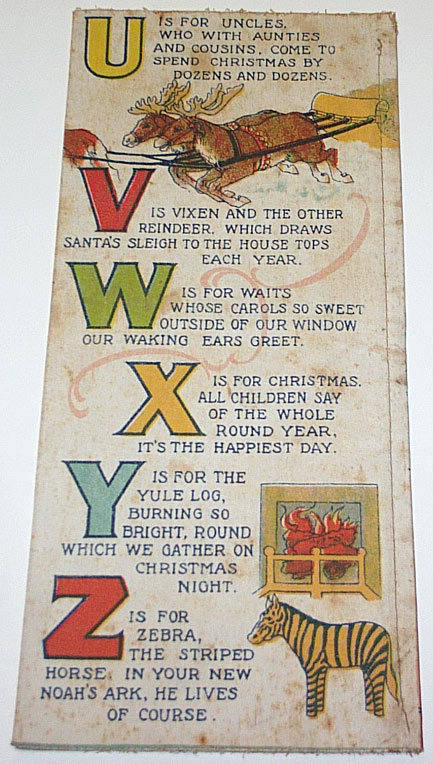 U IS FOR UNCLES,
WHO WITH AUNTIES
AND COUSINS, COME TO
SPEND CHRISTMAS BY
DOZENS AND DOZENS.
V IS VIXEN AND THE OTHER
REINDEER, WHICH DRAWS
SANTA'S SLEIGH TO THE HOUSE TOPS
EACH YEAR.
W IS FOR WAITS
WHOSE CAROLS SO SWEET
OUTSIDE OF OUR WINDOW
OUR WAKING EARS GREET.
X IS FOR CHRISTMAS.
ALL CHILDREN SAY
OF THE WHOLE
ROUND YEAR,
IT'S THE HAPPIEST DAY.
Y IS FOR THE
YULE LOG,
BURNING SO
BRIGHT, ROUND
WHICH WE GATHER ON
CHRISTMAS
NIGHT.
Z IS FOR
ZEBRA,
THE STRIPED
HORSE. IN YOUR NEW
NOAH'S ARK, HE LIVES
OF COURSE.